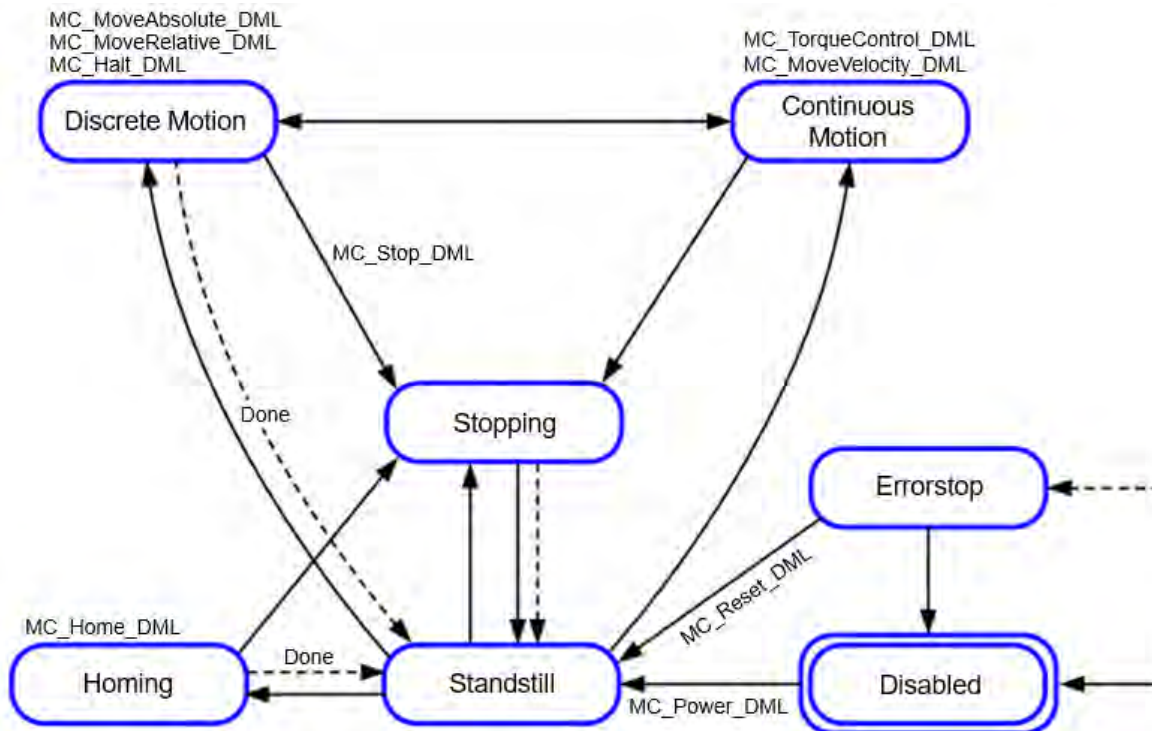 MC_MoveAbsolute_DML
MC_MoveRelative_DML
MC_Halt_DML
Discrete Motion
MC_TorqueControl_DML
MC_MoveVelocity_DML
Continuous
Motion
MC_Stop_DML
Done
Stopping
Errorstop
MC_Reset_DML
MC_Home_DML
Homing
Done
Standstill
MC_Power_DML
Disabled